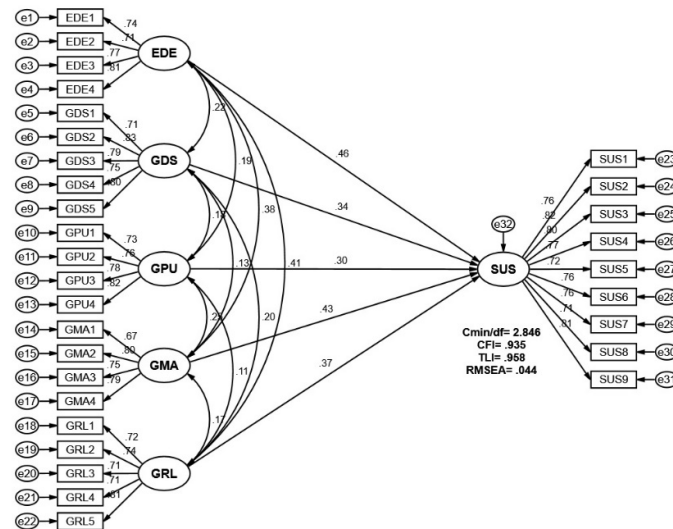 e1 EDE1 .74
e2 EDE2 .71
e3 EDE3 .77
e4 EDE4 .81
EDE
e5 GDS1 .71
e6 GDS2 .83
e7 GDS3 .79
e8 GDS4 .75
e9 GDS5 .80
GDS
e10 GPU1 .73
e11 GPU2 .76
e12 GPU3 .78
e13 GPU4 .82
GPU
e14 GMA1 .67
e15 GMA2 .80
e16 GMA3 .75
e17 GMA4 .79
GMA
e18 GRL1 .72
e19 GRL2 .74
e20 GRL3 .71
e21 GRL4 .71
e22 GRL5 .81
GRL
.22
.19
.38
.41
.13
.20
.11
.17
.46
.34
.30
.43
.37
e32
SUS
.76 SUS1 e23
.82 SUS2 e24
.80 SUS3 e25
.77 SUS4 e26
.72 SUS5 e27
.76 SUS6 e28
.76 SUS7 e29
.71 SUS8 e30
.81 SUS9 e31
Cmin/df= 2.846
CFI= .935
TLI= .958
RMSEA= .044